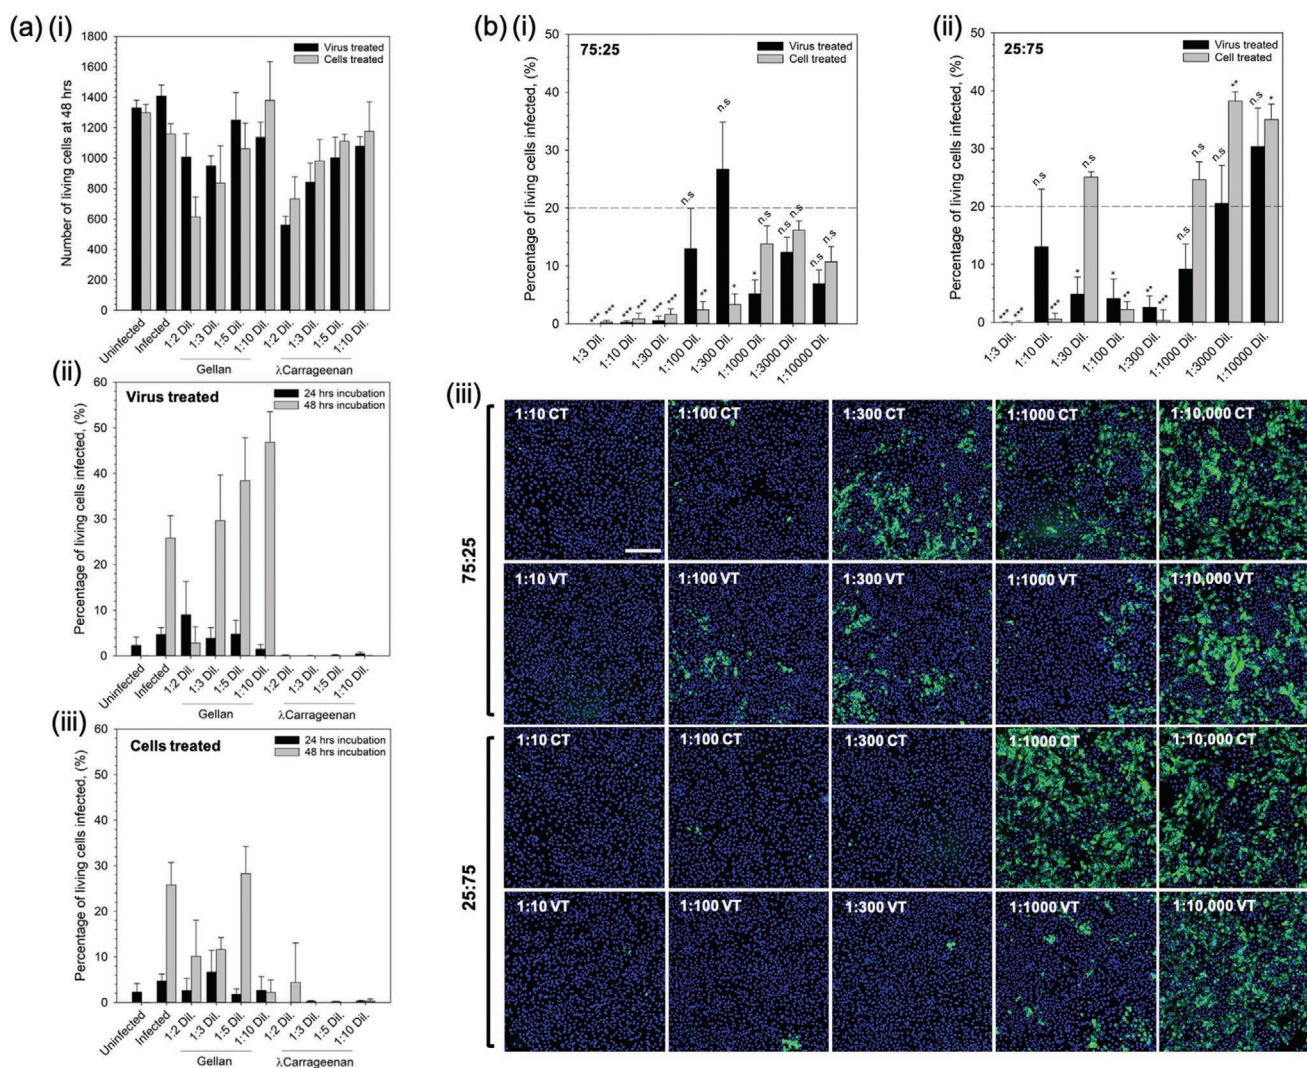 (a) (i)
1800
1600
1400
1200
1000
800
600
400
200
0
Number of living cells at 48 hrs
Virus treated
Cells treated
Uninfected
Infected
1:2 Dil.
1:3 Dil.
1:5 Dil.
1:10 Dil.
1:2 Dil.
1:3 Dil.
1:5 Dil.
1:10 Dil.
Gellan
λCarrageenan
(ii)
60
50
40
30
20
10
0
Percentage of living cells infected, (%)
Virus treated
24 hrs incubation
48 hrs incubation
Uninfected
Infected
1:2 Dil.
1:3 Dil.
1:5 Dil.
1:10 Dil.
1:2 Dil.
1:3 Dil.
1:5 Dil.
1:10 Dil.
Gellan
λCarrageenan
(iii)
60
50
40
30
20
10
0
Percentage of living cells infected, (%)
Cells treated
24 hrs incubation
48 hrs incubation
Uninfected
Infected
1:2 Dil.
1:3 Dil.
1:5 Dil.
1:10 Dil.
1:2 Dil.
1:3 Dil.
1:5 Dil.
1:10 Dil.
Gellan
λCarrageenan
(b) (i)
50
40
30
20
10
0
Percentage of living cells infected, (%)
75:25
Virus treated
Cell treated
n.s
n.s
n.s
n.s
n.s
n.s
n.s
1:3 Dil.
1:10 Dil.
1:30 Dil.
1:100 Dil.
1:300 Dil.
1:1000 Dil.
1:3000 Dil.
1:10000 Dil.
(ii)
50
40
30
20
10
0
Percentage of living cells infected, (%)
25:75
Virus treated
Cell treated
n.s
n.s
n.s
n.s
n.s
n.s
1:3 Dil.
1:10 Dil.
1:30 Dil.
1:100 Dil.
1:300 Dil.
1:1000 Dil.
1:3000 Dil.
1:10000 Dil.
(iii)
75:25
1:10 CT
1:100 CT
1:300 CT
1:1000 CT
1:10,000 CT
1:10 VT
1:100 VT
1:300 VT
1:1000 VT
1:10,000 VT
25:75
1:10 CT
1:100 CT
1:300 CT
1:1000 CT
1:10,000 CT
1:10 VT
1:100 VT
1:300 VT
1:1000 VT
1:10,000 VT